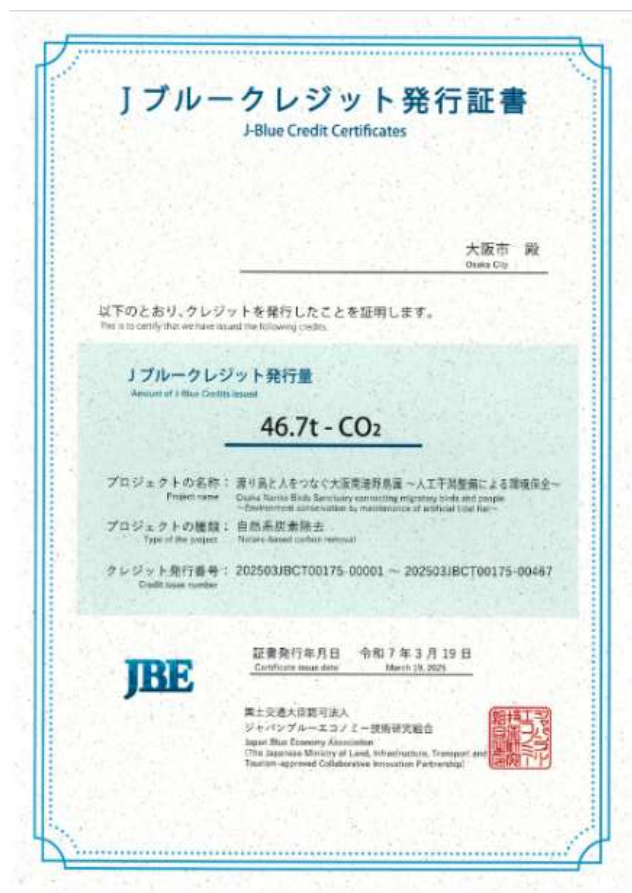 Jブルークレジット発行証書
J-Blue Credit Certificates
大阪市 殿
Osaka City
以下のとおり、クレジットを発行したことを証明します。
This is to certify that we have issued the following credits.
Jブルークレジット発行量
Amount of J-Blue Credits issued
46.7t - CO2
プロジェクトの名称：渡り鳥と人をつなぐ大阪南港野鳥園 ～人工干潟整備による環境保全～
Project name Osaka Nanko Birds Sanctuary connecting migratory birds and people
～Environment conservation by maintenance of artificial tidal flat～
プロジェクトの種類：自然系炭素除去
Type of the project Nature-based carbon removal
クレジット発行番号：202503JBCT00175-00001 ～ 202503JBCT00175-00467
Credit issue number
証書発行年月日 令和7年3月19日
Certificate issue date March 19, 2025
JBE
国土交通大臣認可法人
ジャパンブルーエコノミー技術研究組合
Japan Blue Economy Association
(The Japanese Ministry of Land, Infrastructure, Transport and
Tourism-approved Collaborative Innovation Partnership)